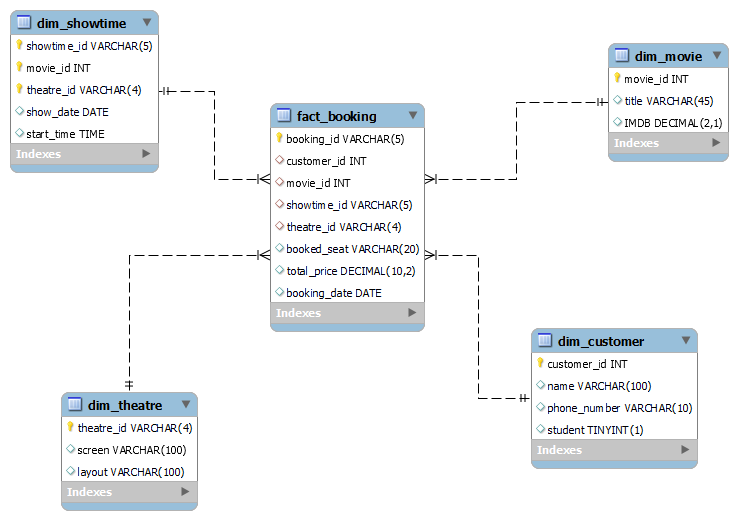 dim_showtime
showtime_id VARCHAR(5)
movie_id INT
theatre_id VARCHAR(4)
show_date DATE
start_time TIME
Indexes
fact_booking
booking_id VARCHAR(5)
customer_id INT
movie_id INT
showtime_id VARCHAR(5)
theatre_id VARCHAR(4)
booked_seat VARCHAR(20)
total_price DECIMAL(10,2)
booking_date DATE
Indexes
dim_movie
movie_id INT
title VARCHAR(45)
IMDB DECIMAL(2,1)
Indexes
dim_theatre
theatre_id VARCHAR(4)
screen VARCHAR(100)
layout VARCHAR(100)
Indexes
dim_customer
customer_id INT
name VARCHAR(100)
phone_number VARCHAR(10)
student TINYINT(1)
Indexes